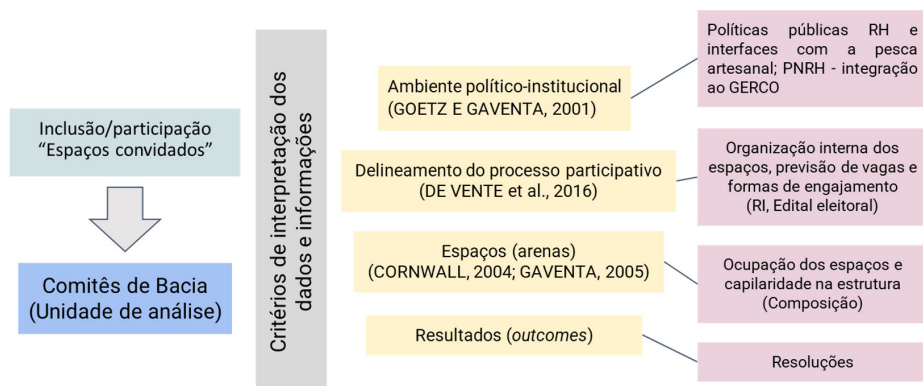 Inclusão/participação
“Espaços convidados”
Comitês de Bacia
(Unidade de análise)
Critérios de interpretação dos
dados e informações
Ambiente político-institucional
(GOETZ E GAVENTA, 2001)
Delineamento do processo participativo
(DE VENTE et al., 2016)
Espaços (arenas)
(CORNWALL, 2004; GAVENTA, 2005)
Resultados (outcomes)
Políticas públicas RH e
interfaces com a pesca
artesanal; PNRH - integração
ao GERCO
Organização interna dos
espaços, previsão de vagas e
formas de engajamento
(RI, Edital eleitoral)
Ocupação dos espaços e
capilaridade na estrutura
(Composição)
Resoluções